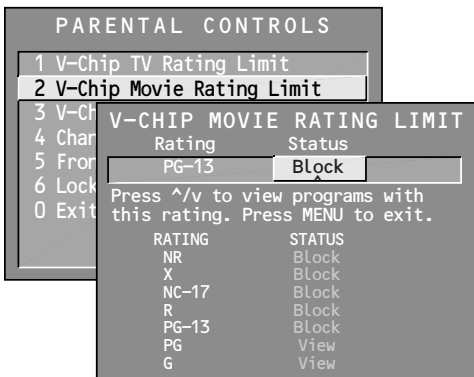 PARENTAL CONTROLS
1 V-Chip TV Rating Limit
2 V-Chip Movie Rating Limit
3 V-Ch
4 Chan
5 Fron
6 Lock
0 Exit
V-CHIP MOVIE RATING LIMIT
Rating Status
PG-13 Block
Press ^/v to view programs with
this rating. Press MENU to exit.
RATING STATUS
NR Block
X Block
NC-17 Block
R Block
PG-13 Block
PG View
G View